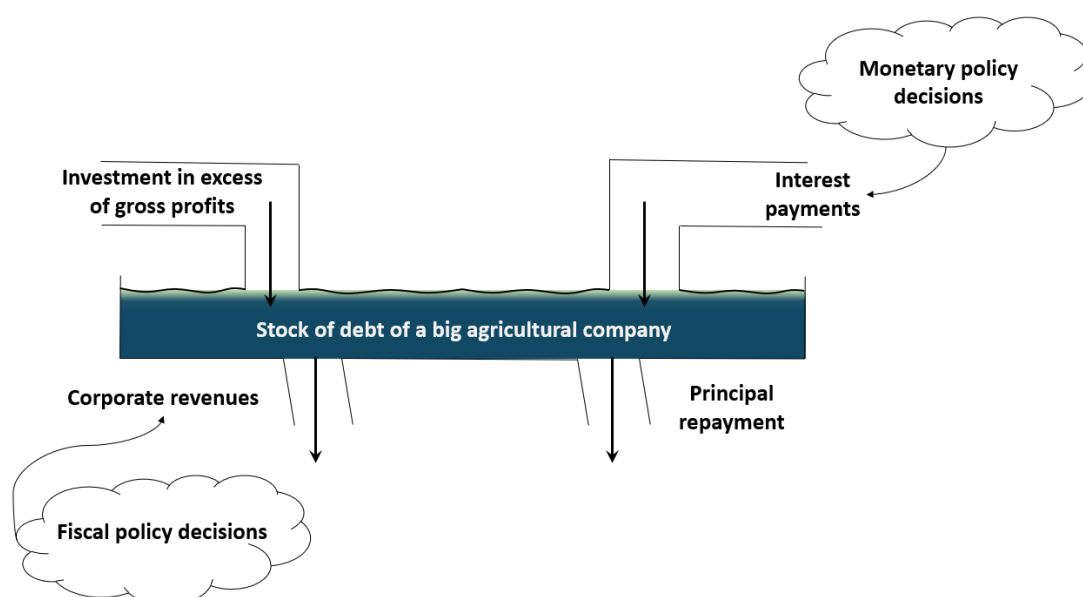 Monetary policy
decisions
Investment in excess
of gross profits
Interest
payments
Stock of debt of a big agricultural company
Corporate revenues
Principal
repayment
Fiscal policy decisions